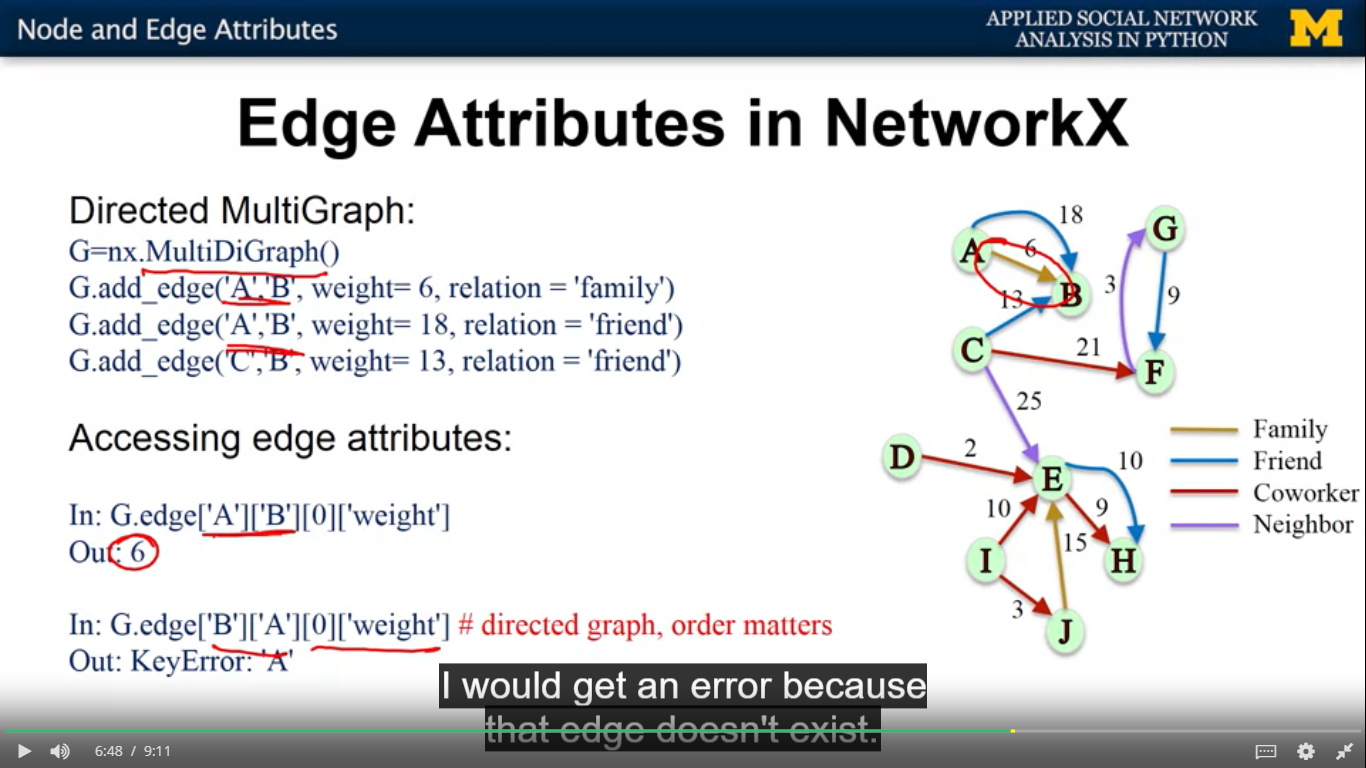 Node and Edge Attributes
APPLIED SOCIAL NETWORK
ANALYSIS IN PYTHON
M
Edge Attributes in NetworkX
Directed MultiGraph:
G=nx.MultiDiGraph()
G.add_edge('A','B', weight= 6, relation = 'family')
G.add_edge('A','B', weight= 18, relation = 'friend')
G.add_edge('C','B', weight= 13, relation = 'friend')
Accessing edge attributes:
In: G.edge['A']['B'][0]['weight']
Out: 6
In: G.edge['B']['A'][0]['weight'] # directed graph, order matters
Out: KeyError: 'A'
18
G
A
6
B
3
9
13
C
21
F
25
D
2
E
10
10
9
I
15
H
3
J
Family
Friend
Coworker
Neighbor
I would get an error because
that edge doesn't exist.
6:48 / 9:11